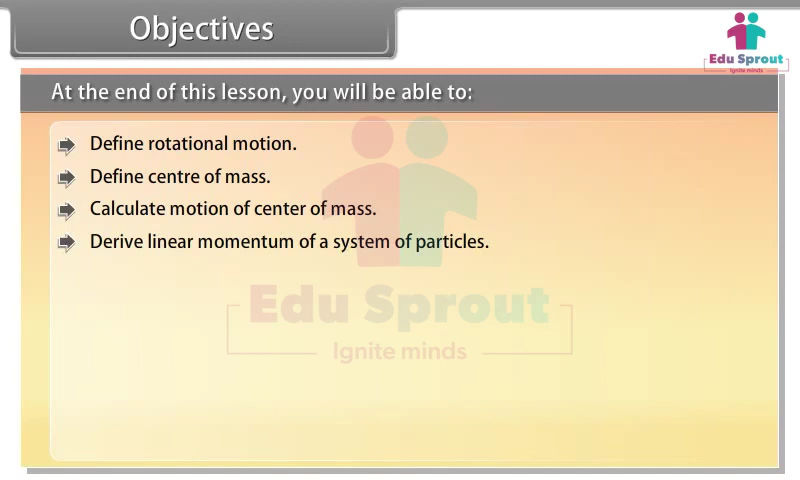 Objectives
Edu Sprout
Ignite minds
At the end of this lesson, you will be able to:
Define rotational motion.
Define centre of mass.
Calculate motion of center of mass.
Derive linear momentum of a system of particles.
Edu Sprout
Ignite minds